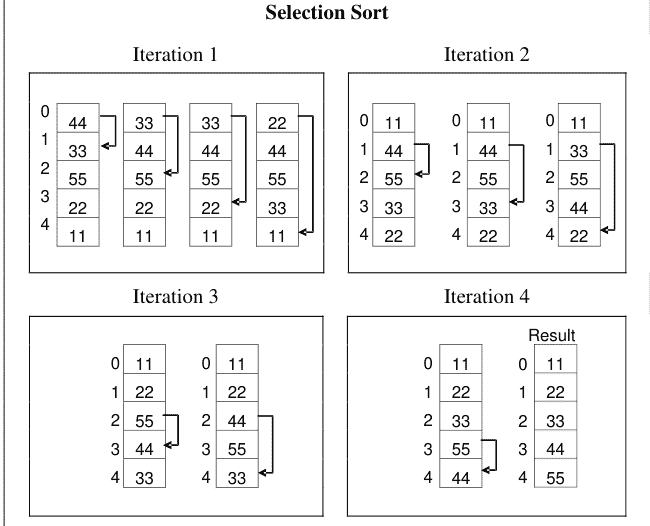 Selection Sort
Iteration 1
0 44 33 33 22
1 33 44 44 44
2 55 55 55 55
3 22 22 22 33
4 11 11 11 11
Iteration 2
0 11 0 11 0 11
1 44 1 44 1 33
2 55 2 55 2 55
3 33 3 33 3 44
4 22 4 22 4 22
Iteration 3
0 11 0 11
1 22 1 22
2 55 2 44
3 44 3 55
4 33 4 33
Iteration 4
Result
0 11 0 11
1 22 1 22
2 33 2 33
3 55 3 44
4 44 4 55